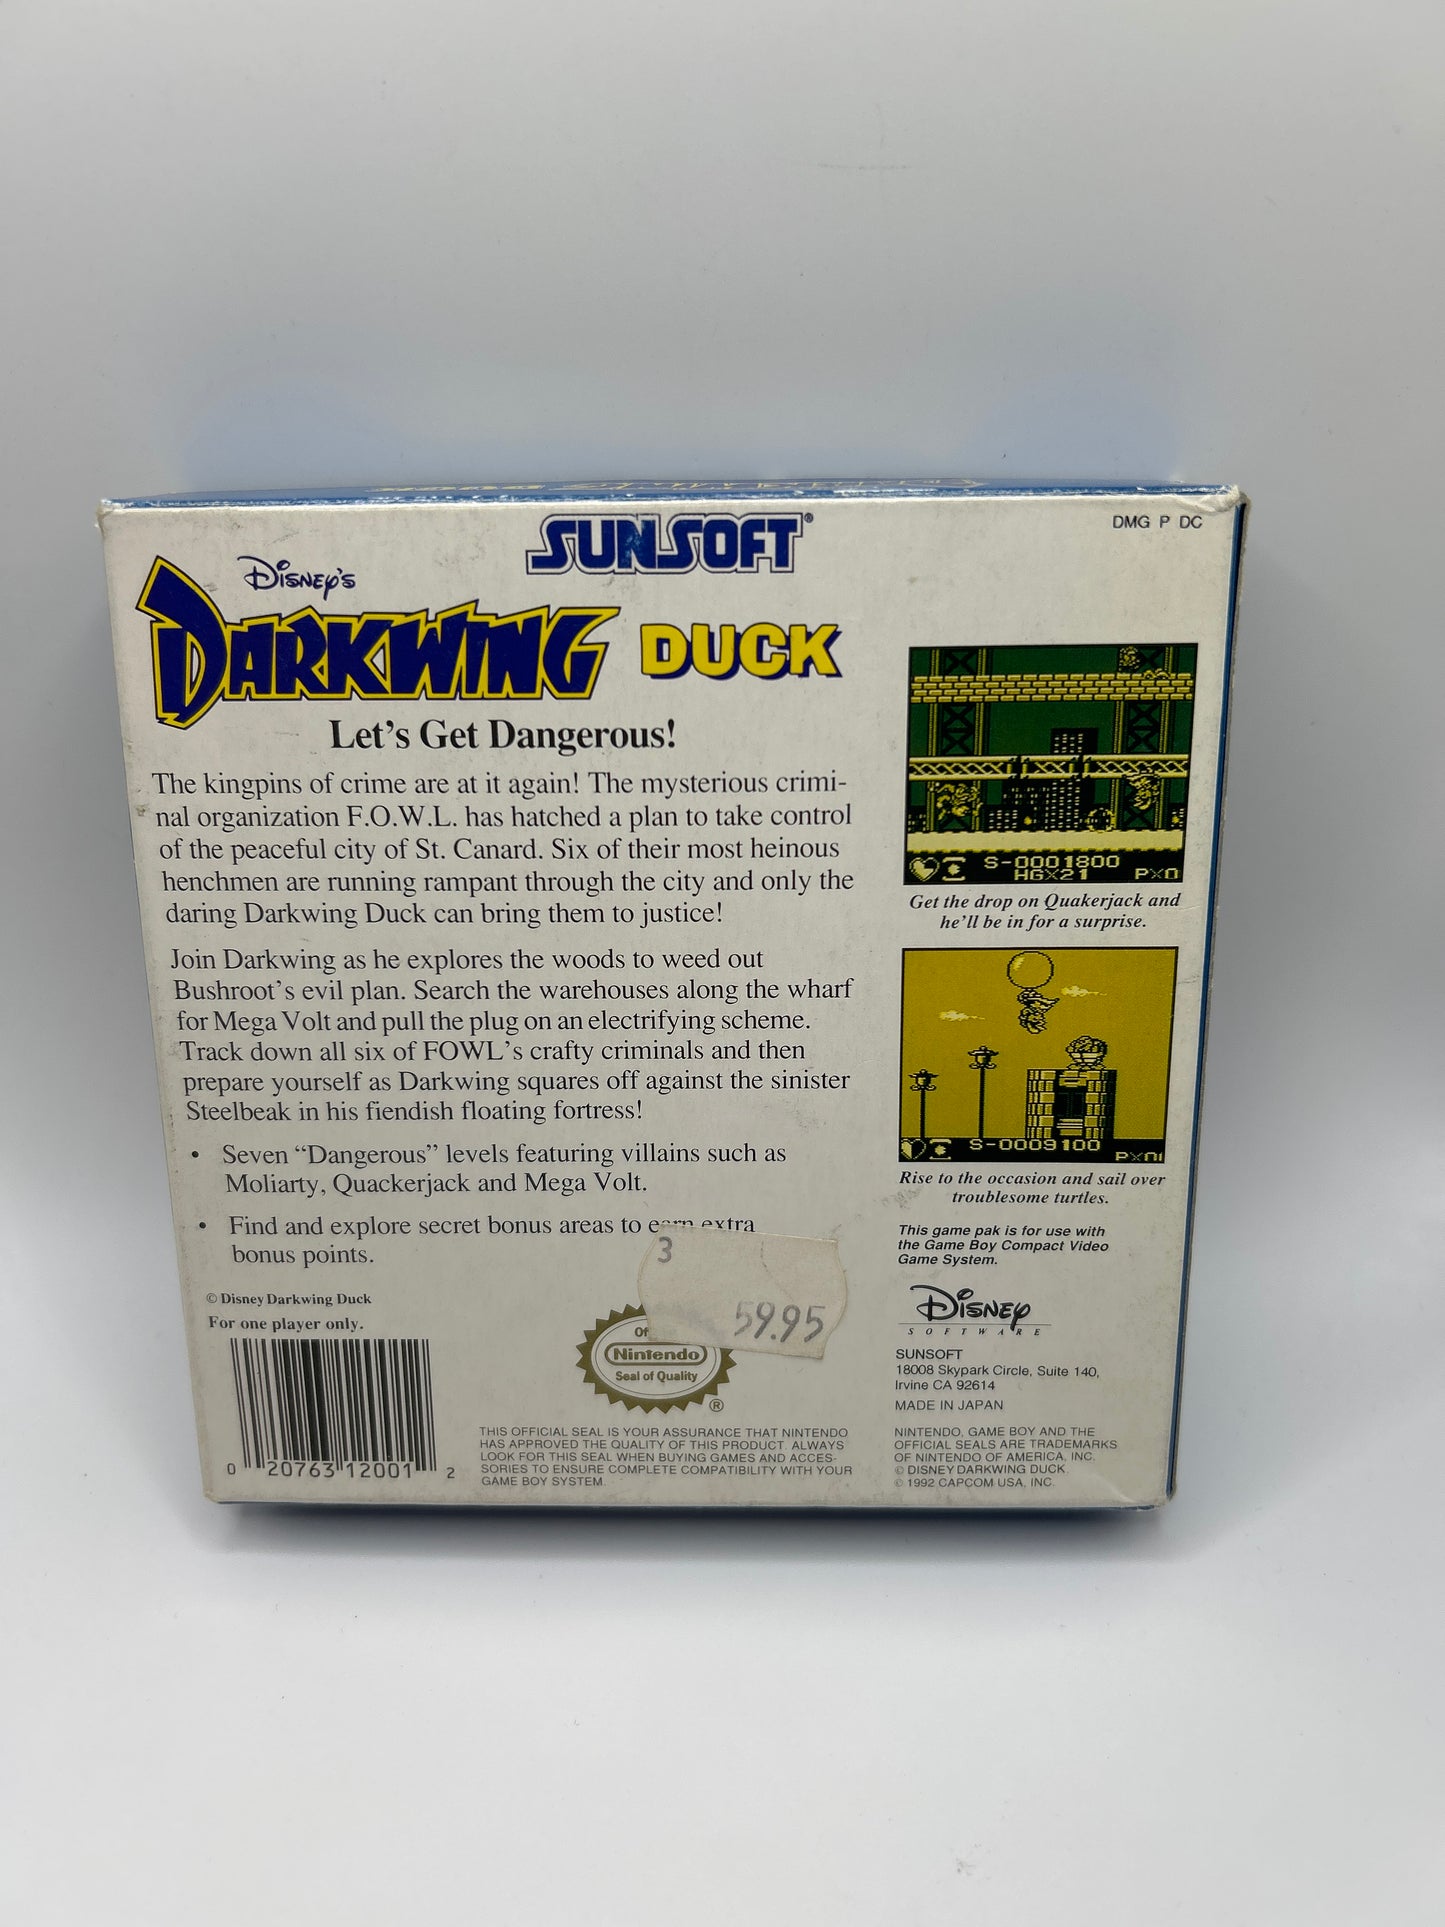 SUNSOFT®
DMG P DC
Disney's
DARKWING DUCK
Let's Get Dangerous!
The kingpins of crime are at it again! The mysterious crimi-
nal organization F.O.W.L. has hatched a plan to take control
of the peaceful city of St. Canard. Six of their most heinous
henchmen are running rampant through the city and only the
daring Darkwing Duck can bring them to justice!
Join Darkwing as he explores the woods to weed out
Bushroot's evil plan. Search the warehouses along the wharf
for Mega Volt and pull the plug on an electrifying scheme.
Track down all six of FOWL's crafty criminals and then
prepare yourself as Darkwing squares off against the sinister
Steelbeak in his fiendish floating fortress!
• Seven “Dangerous” levels featuring villains such as
Moliarty, Quackerjack and Mega Volt.
• Find and explore secret bonus areas to earn extra
bonus points.
3
59.95
© Disney Darkwing Duck
For one player only.
0 20763 12001 2
Nintendo
Seal of Quality
®
THIS OFFICIAL SEAL IS YOUR ASSURANCE THAT NINTENDO
HAS APPROVED THE QUALITY OF THIS PRODUCT. ALWAYS
LOOK FOR THIS SEAL WHEN BUYING GAMES AND ACCES-
SORIES TO ENSURE COMPLETE COMPATIBILITY WITH YOUR
GAME BOY SYSTEM.
S-0001800
HG×21 P×0
Get the drop on Quakerjack and
he'll be in for a surprise.
S-0009100
Rise to the occasion and sail over
troublesome turtles.
This game pak is for use with
the Game Boy Compact Video
Game System.
Disney
SOFTWARE
SUNSOFT
18008 Skypark Circle, Suite 140,
Irvine CA 92614
MADE IN JAPAN
NINTENDO, GAME BOY AND THE
OFFICIAL SEALS ARE TRADEMARKS
OF NINTENDO OF AMERICA, INC.
© DISNEY DARKWING DUCK.
© 1992 CAPCOM USA, INC.